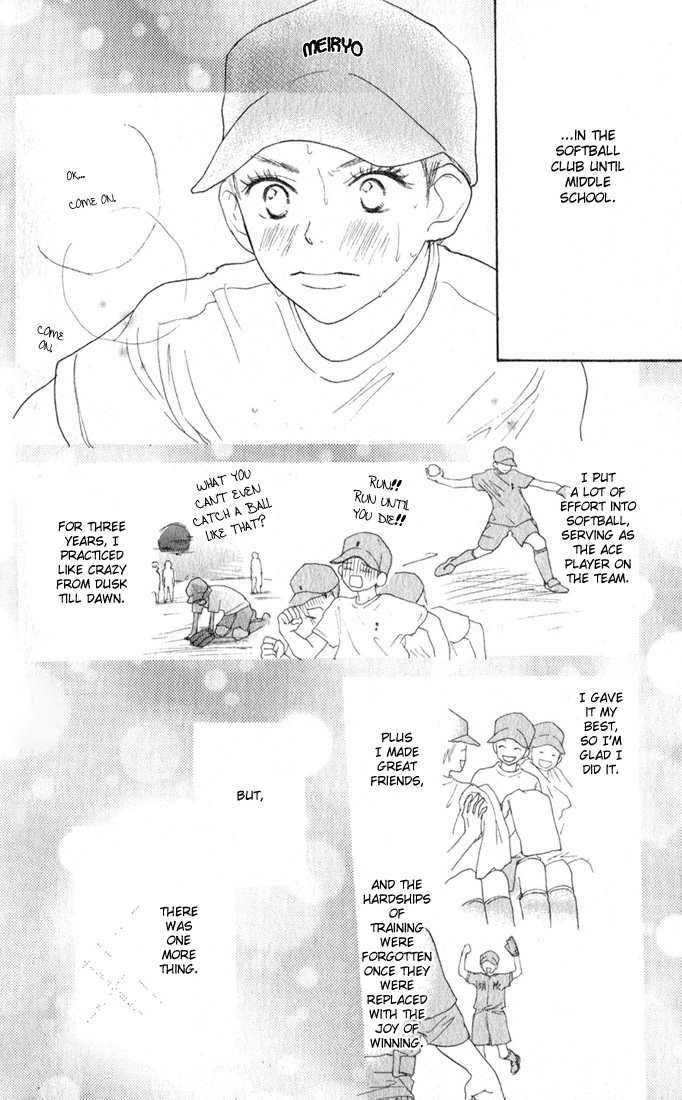 ...IN THE
SOFTBALL
CLUB UNTIL
MIDDLE
SCHOOL.
MEIRYO
OK...
COME ON.
COME
ON.
I PUT
A LOT OF
EFFORT INTO
SOFTBALL,
SERVING AS
THE ACE
PLAYER ON
THE TEAM.
RUN!!
RUN UNTIL
YOU DIE!!
WHAT YOU
CAN'T EVEN
CATCH A BALL
LIKE THAT?
FOR THREE
YEARS, I
PRACTICED
LIKE CRAZY
FROM DUSK
TILL DAWN.
I GAVE
IT MY
BEST,
SO I'M
GLAD I
DID IT.
PLUS
I MADE
GREAT
FRIENDS,
AND THE
HARDSHIPS
OF
TRAINING
WERE
FORGOTTEN
ONCE THEY
WERE
REPLACED
WITH THE
JOY OF
WINNING.
BUT,
THERE
WAS
ONE
MORE
THING.